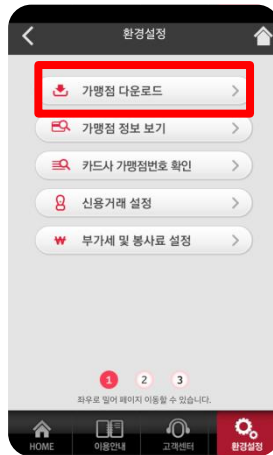 환경설정
가맹점 다운로드
가맹점 정보 보기
카드사 가맹점번호 확인
신용거래 설정
부가세 및 봉사료 설정
1 2 3
좌우로 밀어 페이지 이동할 수 있습니다.
HOME 이용안내 고객센터 환경설정